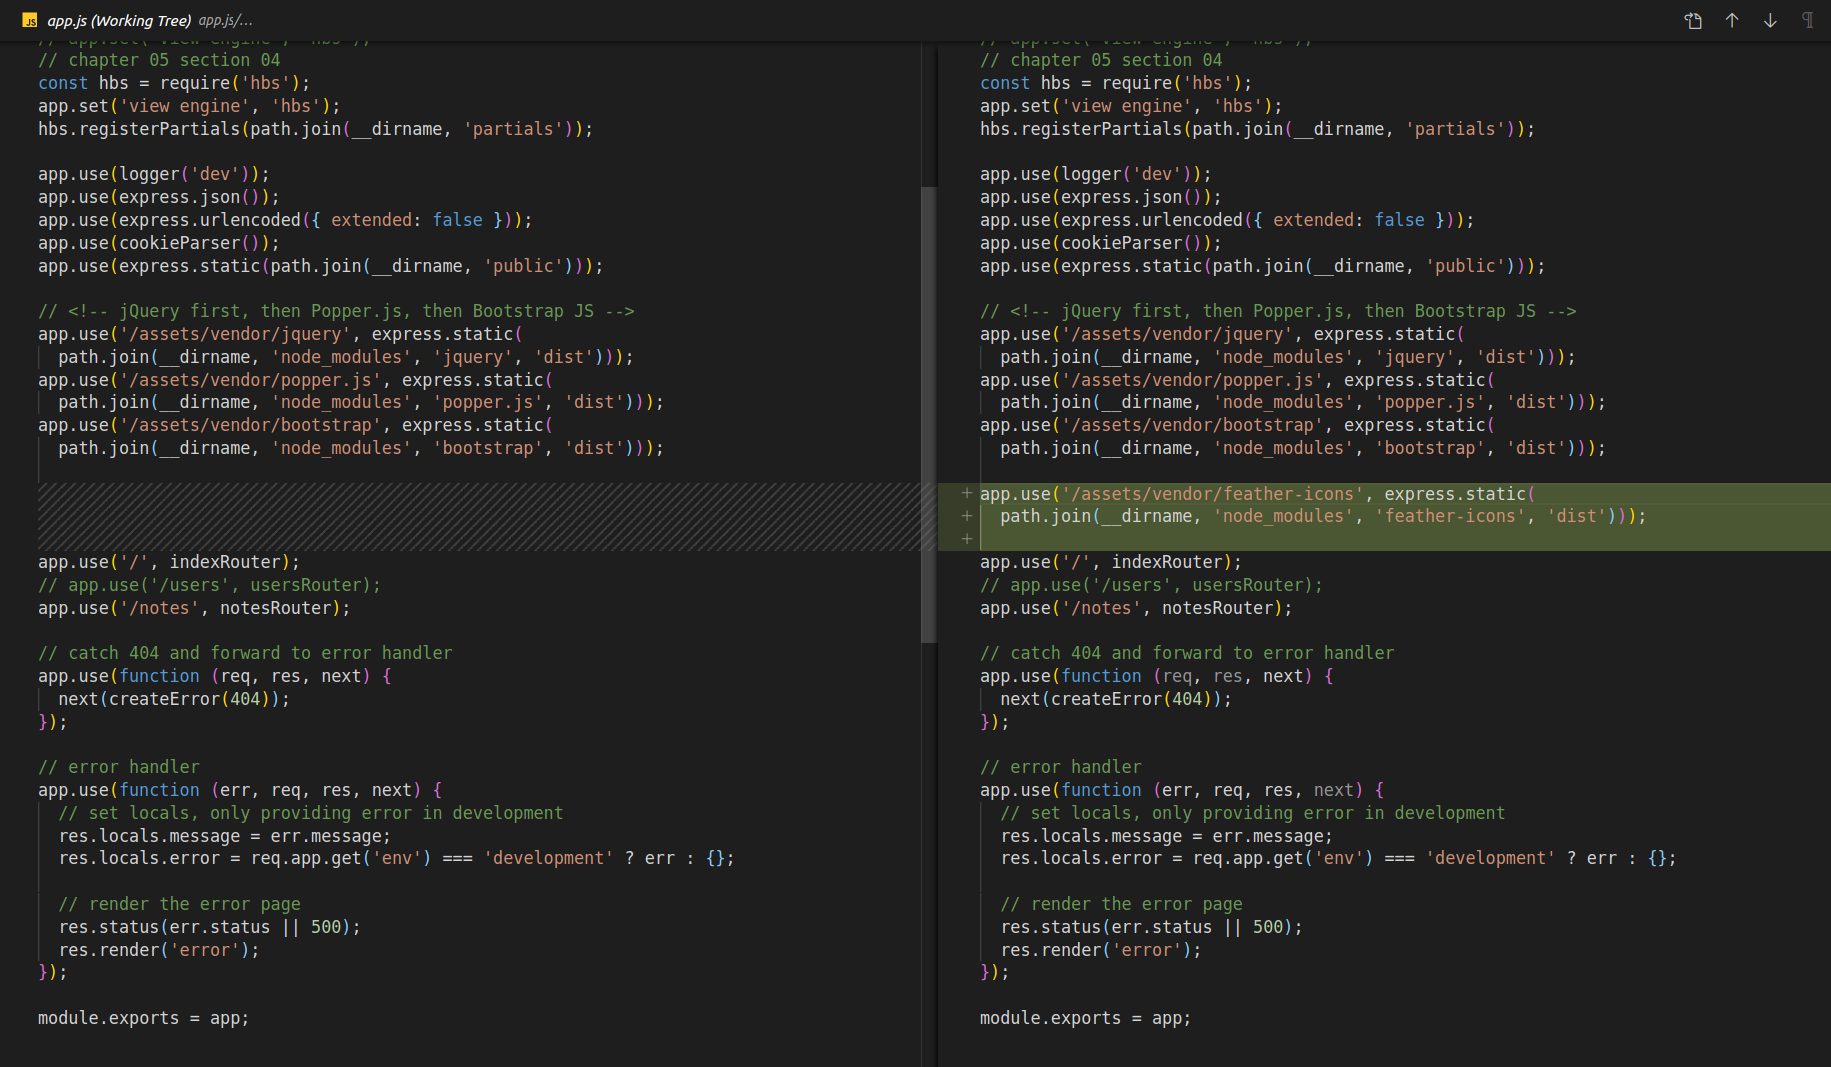 app.js (Working Tree) app.js/...
// app.set('view engine', 'hbs');
// chapter 05 section 04
const hbs = require('hbs');
app.set('view engine', 'hbs');
hbs.registerPartials(path.join(__dirname, 'partials'));
app.use(logger('dev'));
app.use(express.json());
app.use(express.urlencoded({ extended: false }));
app.use(cookieParser());
app.use(express.static(path.join(__dirname, 'public')));
// <!-- jQuery first, then Popper.js, then Bootstrap JS -->
app.use('/assets/vendor/jquery', express.static(
path.join(__dirname, 'node_modules', 'jquery', 'dist')));
app.use('/assets/vendor/popper.js', express.static(
path.join(__dirname, 'node_modules', 'popper.js', 'dist')));
app.use('/assets/vendor/bootstrap', express.static(
path.join(__dirname, 'node_modules', 'bootstrap', 'dist')));
app.use('/', indexRouter);
// app.use('/users', usersRouter);
app.use('/notes', notesRouter);
// catch 404 and forward to error handler
app.use(function (req, res, next) {
next(createError(404));
});
// error handler
app.use(function (err, req, res, next) {
// set locals, only providing error in development
res.locals.message = err.message;
res.locals.error = req.app.get('env') === 'development' ? err : {};
// render the error page
res.status(err.status || 500);
res.render('error');
});
module.exports = app;
// app.set('view engine', 'hbs');
// chapter 05 section 04
const hbs = require('hbs');
app.set('view engine', 'hbs');
hbs.registerPartials(path.join(__dirname, 'partials'));
app.use(logger('dev'));
app.use(express.json());
app.use(express.urlencoded({ extended: false }));
app.use(cookieParser());
app.use(express.static(path.join(__dirname, 'public')));
// <!-- jQuery first, then Popper.js, then Bootstrap JS -->
app.use('/assets/vendor/jquery', express.static(
path.join(__dirname, 'node_modules', 'jquery', 'dist')));
app.use('/assets/vendor/popper.js', express.static(
path.join(__dirname, 'node_modules', 'popper.js', 'dist')));
app.use('/assets/vendor/bootstrap', express.static(
path.join(__dirname, 'node_modules', 'bootstrap', 'dist')));
+ app.use('/assets/vendor/feather-icons', express.static(
+ path.join(__dirname, 'node_modules', 'feather-icons', 'dist')));
+
app.use('/', indexRouter);
// app.use('/users', usersRouter);
app.use('/notes', notesRouter);
// catch 404 and forward to error handler
app.use(function (req, res, next) {
next(createError(404));
});
// error handler
app.use(function (err, req, res, next) {
// set locals, only providing error in development
res.locals.message = err.message;
res.locals.error = req.app.get('env') === 'development' ? err : {};
// render the error page
res.status(err.status || 500);
res.render('error');
});
module.exports = app;